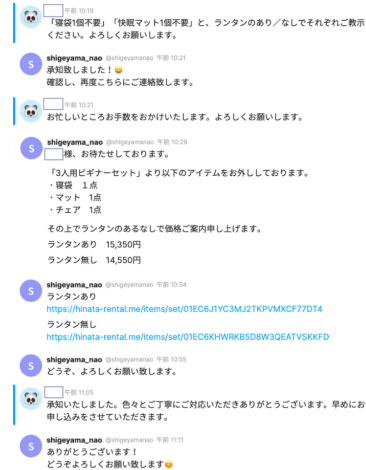 午前 10:19
「寝袋1個不要」「快眠マット1個不要」と、ランタンのあり／なしでそれぞれご教示
ください。よろしくお願いします。
shigeyama_nao @shigeyamanao 午前 10:21
承知致しました！😄
確認し、再度こちらにご連絡致します。
午前 10:21
お忙しいところお手数をおかけいたします。よろしくお願いします。
shigeyama_nao @shigeyamanao 午前 10:29
様、お待たせしております。
「3人用ビギナーセット」より以下のアイテムをお外ししております。
・寝袋　１点
・マット　1点
・チェア　1点
その上でランタンのあるなしで価格ご案内申し上げます。
ランタンあり　15,350円
ランタン無し　14,550円
shigeyama_nao @shigeyamanao 午前 10:54
ランタンあり
https://hinata-rental.me/items/set/01EC6J1YC3MJ2TKPVMXCF77DT4
ランタン無し
https://hinata-rental.me/items/set/01EC6KHWRKB5D8W3QEATVSKKFD
shigeyama_nao @shigeyamanao 午前 10:55
どうぞ、よろしくお願い致します。
午前 11:05
承知いたしました。色々とご丁寧にご対応いただきありがとうございます。早めにお
申し込みをさせていただきます。
shigeyama_nao @shigeyamanao 午前 11:11
ありがとうございます！
どうぞよろしくお願い致します😊